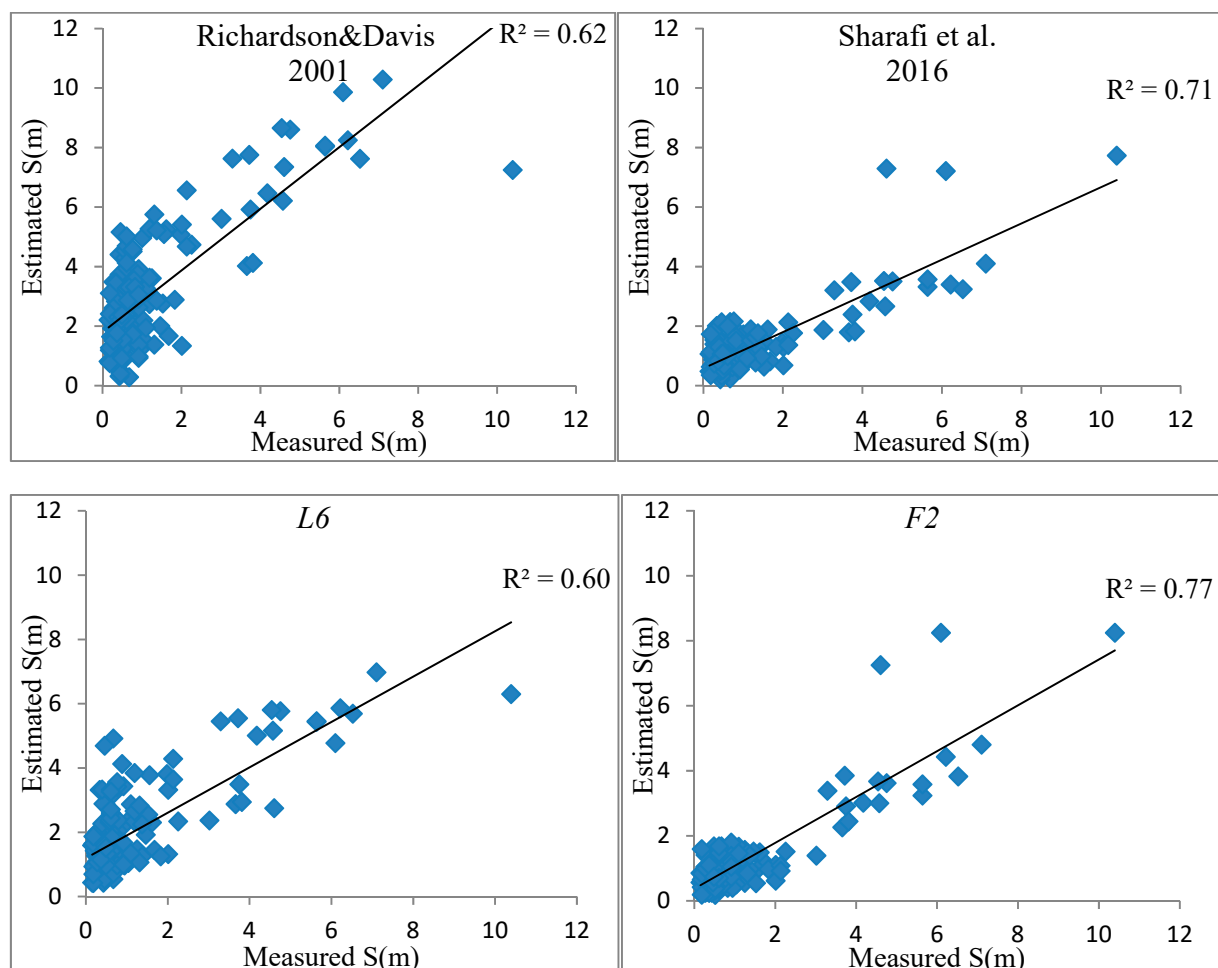 Richardson&Davis
2001
R² = 0.62
Estimated S(m)
12
10
8
6
4
2
0
0 2 4 6 8 10 12
Measured S(m)
Sharafi et al.
2016
R² = 0.71
Estimated S(m)
12
10
8
6
4
2
0
0 2 4 6 8 10 12
Measured S(m)
L6
R² = 0.60
Estimated S(m)
12
10
8
6
4
2
0
0 2 4 6 8 10 12
Measured S(m)
F2
R² = 0.77
Estimated S(m)
12
10
8
6
4
2
0
0 2 4 6 8 10 12
Measured S(m)